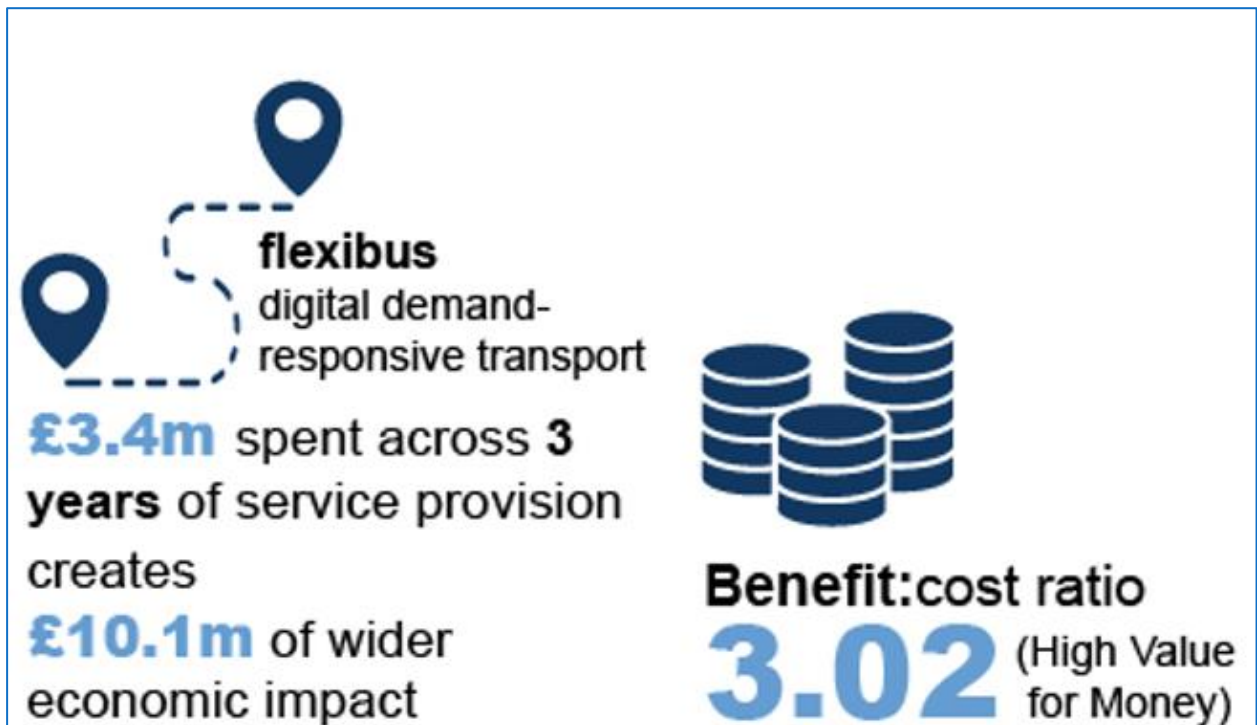 flexibus
digital demand-
responsive transport
£3.4m spent across 3
years of service provision
creates
£10.1m of wider
economic impact
Benefit:cost ratio
3.02 (High Value
for Money)